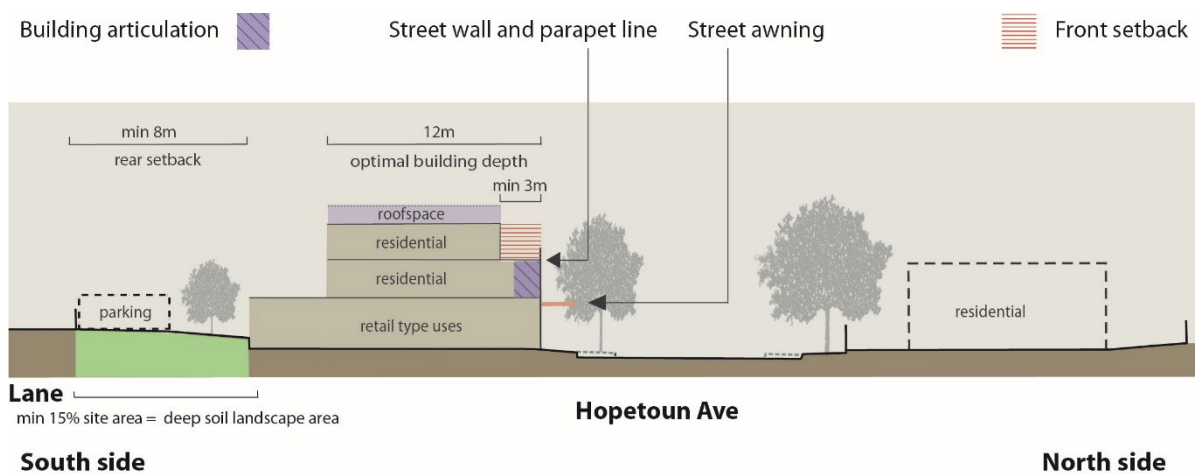 Building articulation
Street wall and parapet line
Street awning
Front setback
min 8m
rear setback
12m
optimal building depth
min 3m
roofspace
residential
residential
retail type uses
parking
residential
Lane
min 15% site area = deep soil landscape area
Hopetoun Ave
South side
North side